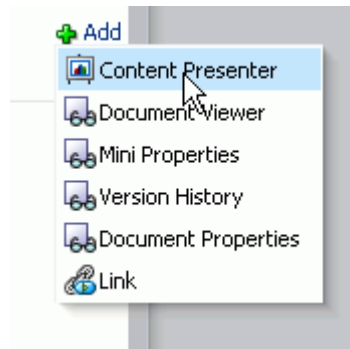 Add
Content Presenter
Document Viewer
Mini Properties
Version History
Document Properties
Link